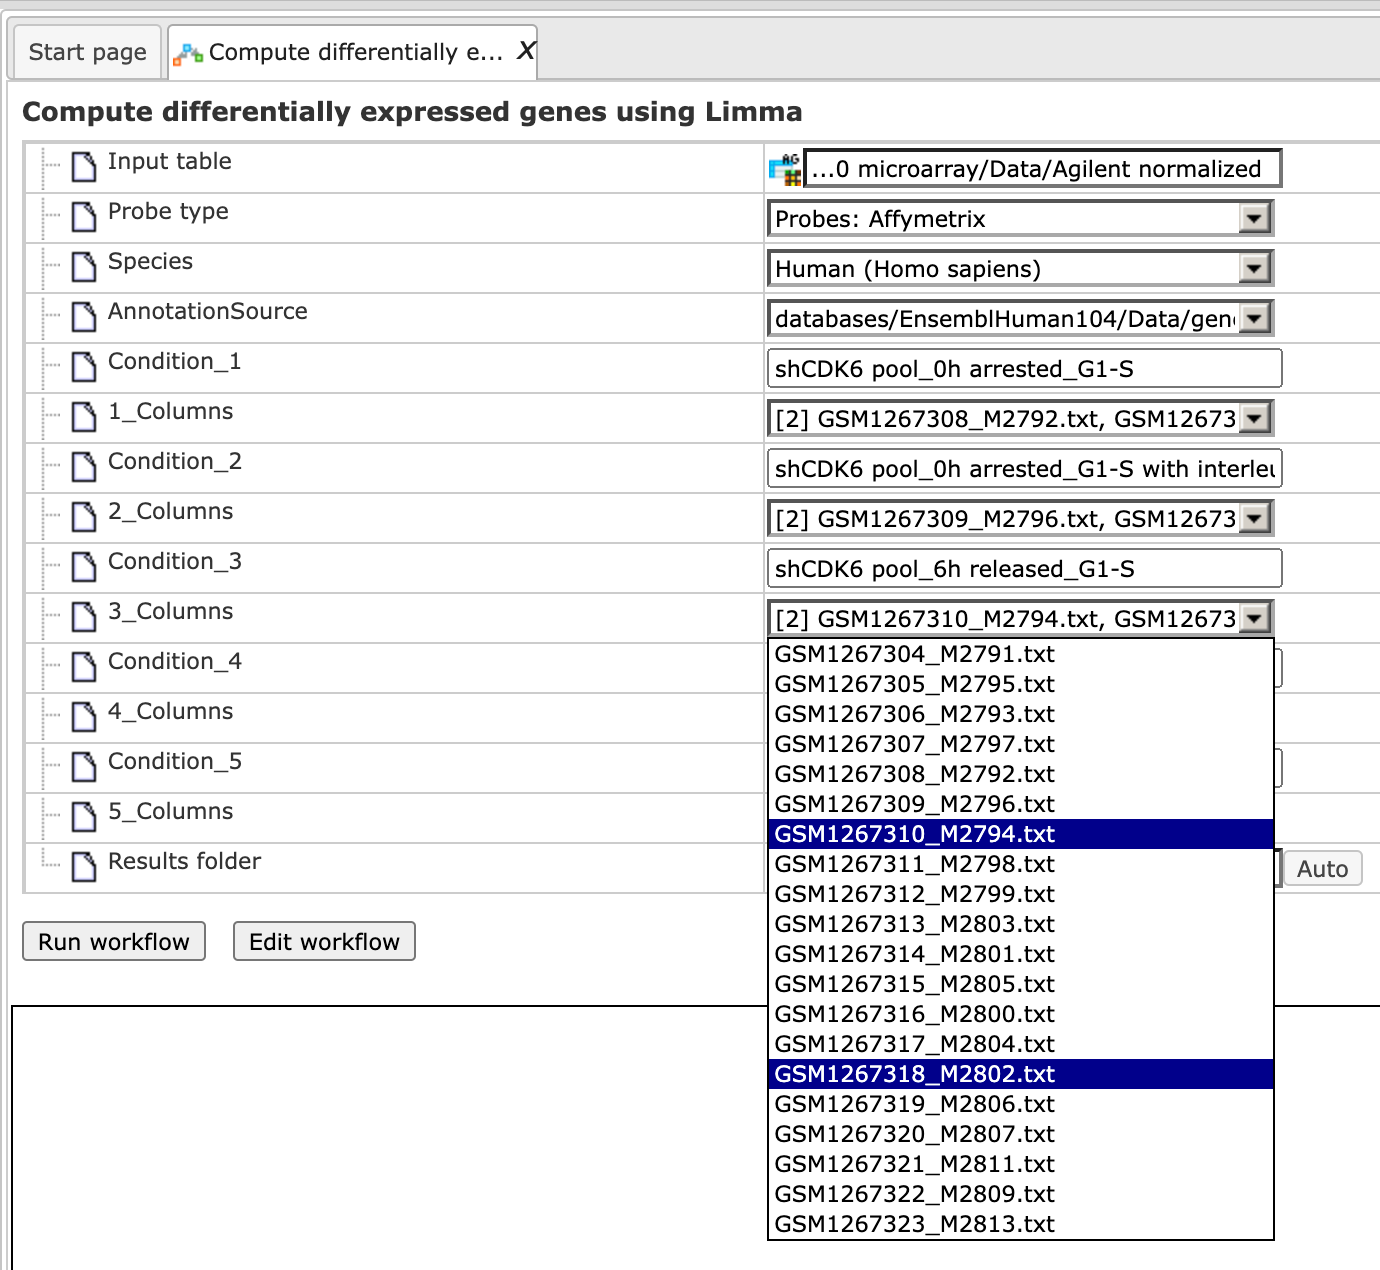 Start page
Compute differentially e... X
Compute differentially expressed genes using Limma
Input table
AG
...0 microarray/Data/Agilent normalized
Probe type
Probes: Affymetrix
Species
Human (Homo sapiens)
AnnotationSource
databases/EnsemblHuman104/Data/gen
Condition_1
shCDK6 pool_0h arrested_G1-S
1_Columns
[2] GSM1267308_M2792.txt, GSM12673
Condition_2
shCDK6 pool_0h arrested_G1-S with interleu
2_Columns
[2] GSM1267309_M2796.txt, GSM12673
Condition_3
shCDK6 pool_6h released_G1-S
3_Columns
[2] GSM1267310_M2794.txt, GSM12673
Condition_4
4_Columns
Condition_5
5_Columns
Results folder
GSM1267304_M2791.txt
GSM1267305_M2795.txt
GSM1267306_M2793.txt
GSM1267307_M2797.txt
GSM1267308_M2792.txt
GSM1267309_M2796.txt
GSM1267310_M2794.txt
GSM1267311_M2798.txt
GSM1267312_M2799.txt
GSM1267313_M2803.txt
GSM1267314_M2801.txt
GSM1267315_M2805.txt
GSM1267316_M2800.txt
GSM1267317_M2804.txt
GSM1267318_M2802.txt
GSM1267319_M2806.txt
GSM1267320_M2807.txt
GSM1267321_M2811.txt
GSM1267322_M2809.txt
GSM1267323_M2813.txt
Auto
Run workflow
Edit workflow